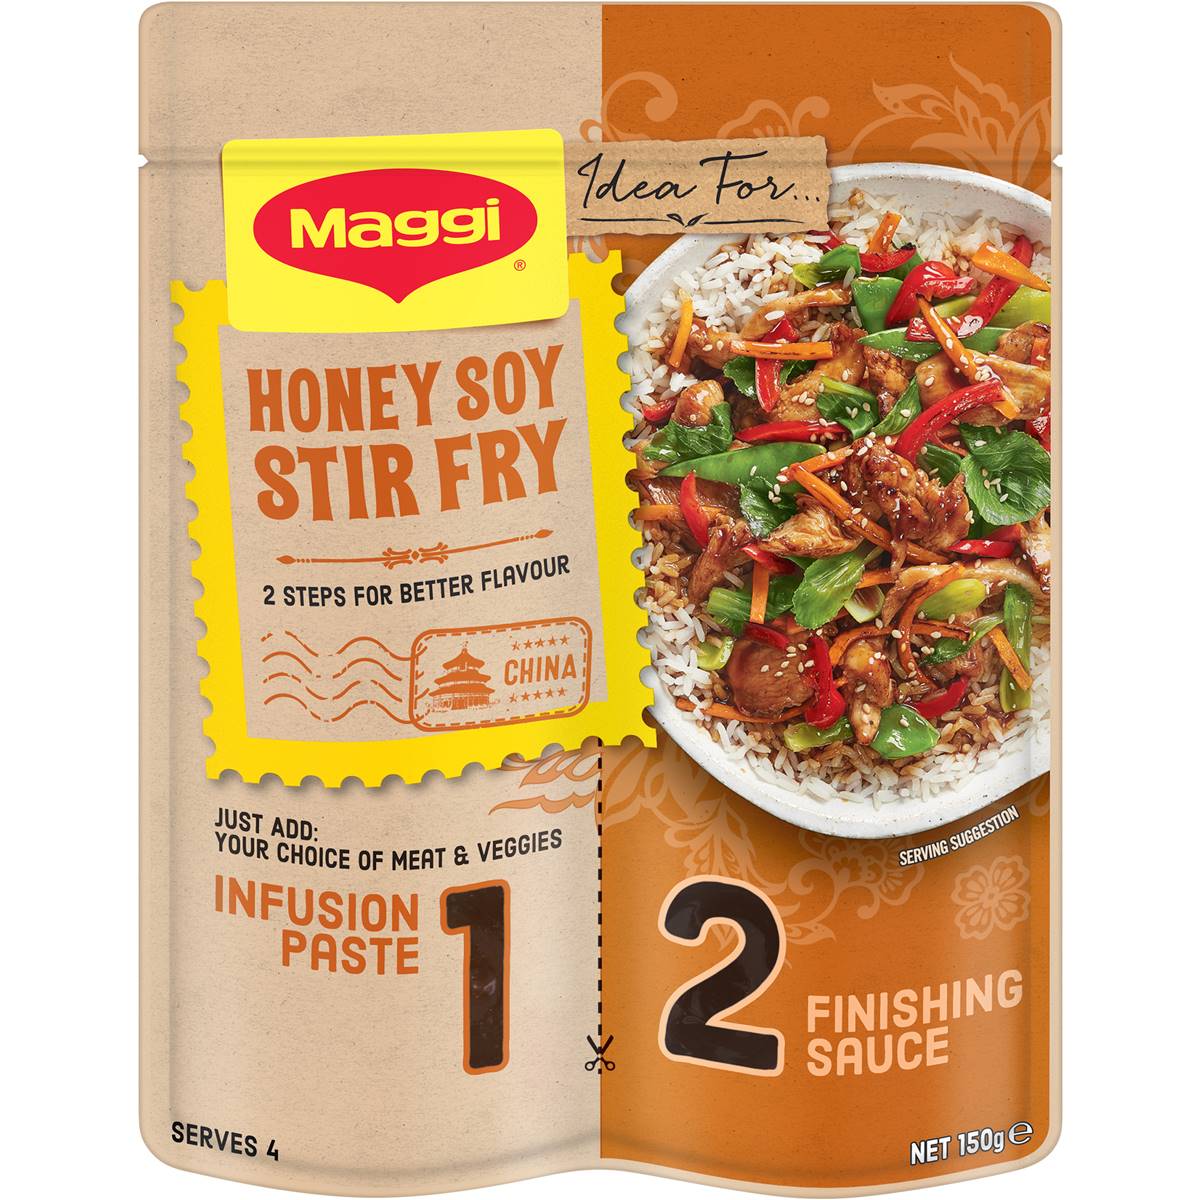 Maggi
®
Idea For...
HONEY SOY
STIR FRY
2 STEPS FOR BETTER FLAVOUR
CHINA
JUST ADD:
YOUR CHOICE OF MEAT & VEGGIES
INFUSION
PASTE
1
2
FINISHING
SAUCE
SERVING SUGGESTION
SERVES 4
NET 150g e